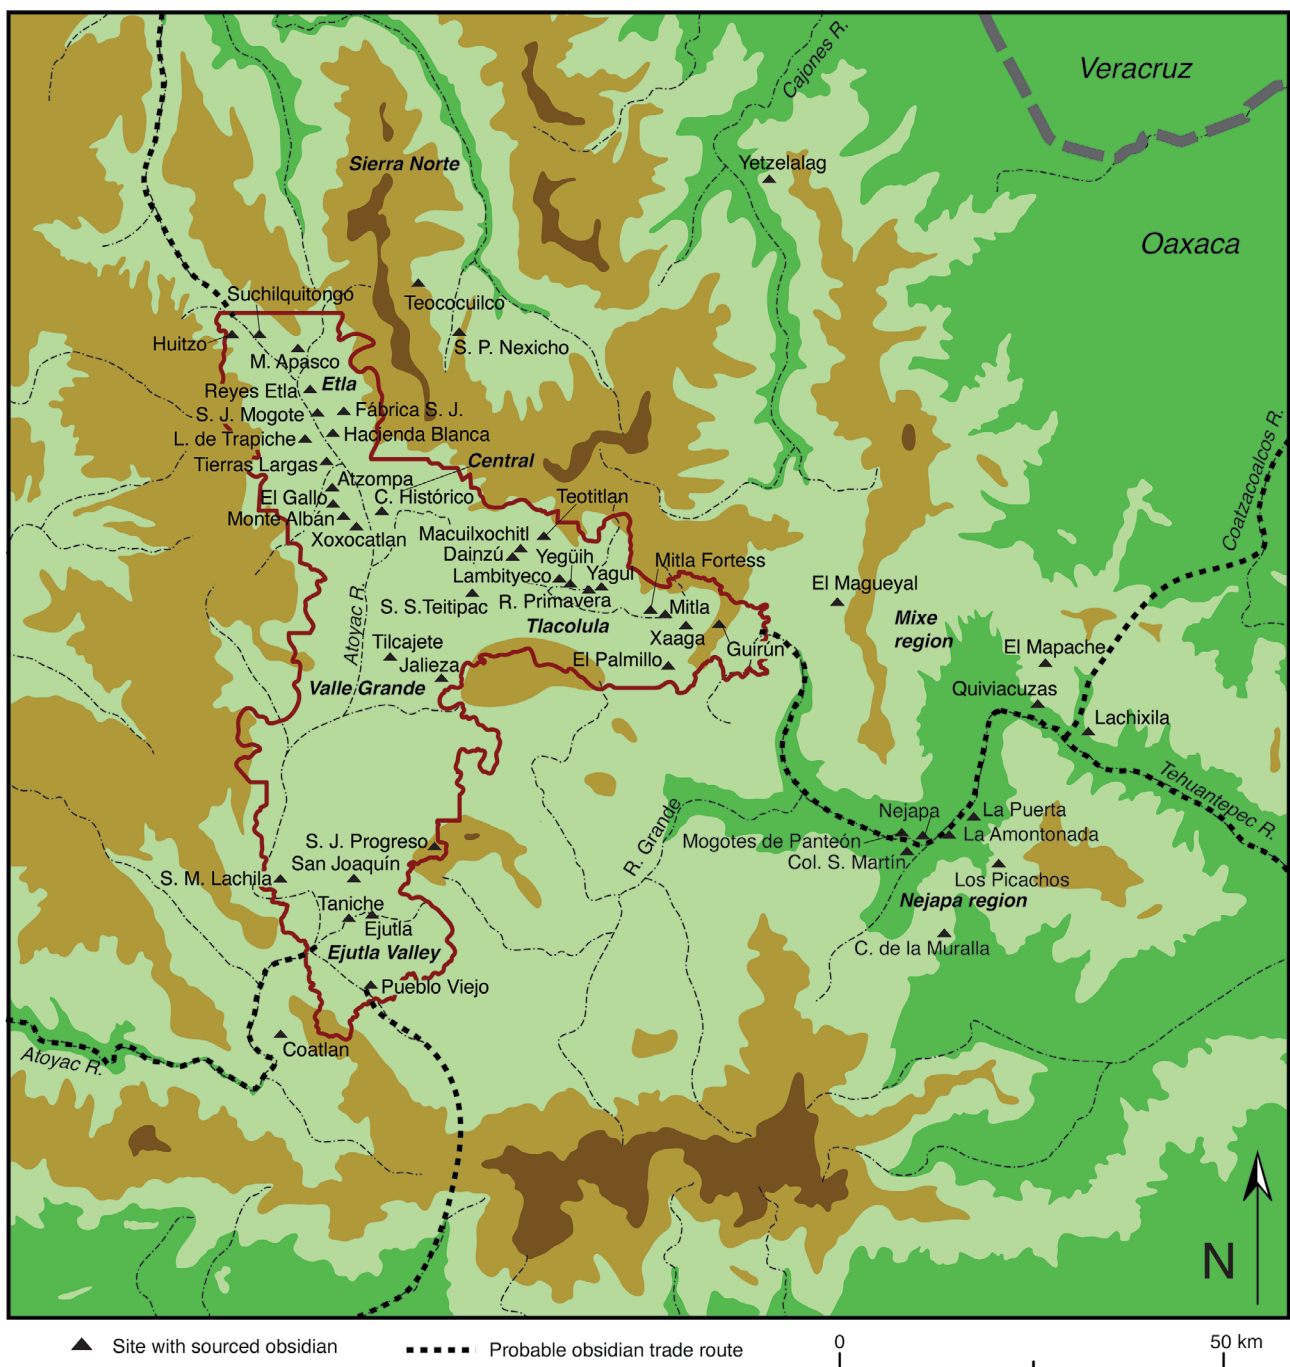 Veracruz
Cajones R.
Sierra Norte
Yetzelalag
Oaxaca
Suchilquitongo
Teococuilco
Huitzo
S. P. Nexicho
M. Apasco
Reyes Etla
Etla
S. J. Mogote
Fábrica S. J.
L. de Trapiche
Hacienda Blanca
Tierras Largas
Central
Atzompa
El Gallo
C. Histórico
Teotitlan
Monte Albán
Xoxocatlan
Macuilxochitl
Dainzú
Yegüih
Mitla Fortess
Coatzacoalcos R.
Lambityeco
Yagul
El Magueyal
S. S.Teitipac
R. Primavera
Mitla
Atoyac R.
Tlacolula
Xaaga
Mixe
region
Tilcajete
Jalieza
El Palmillo
Guirún
El Mapache
Valle Grande
Quiviacuzas
Lachixila
Tehuantepec R.
R. Grande
Nejapa
La Puerta
S. J. Progreso
Mogotes de Panteón
La Amontonada
San Joaquín
Col. S. Martín
S. M. Lachila
Los Picachos
Taniche
Nejapa region
Ejutla
Ejutla Valley
C. de la Muralla
Pueblo Viejo
Coatlan
Atoyac R.
N
Site with sourced obsidian
Probable obsidian trade route
0
50 km